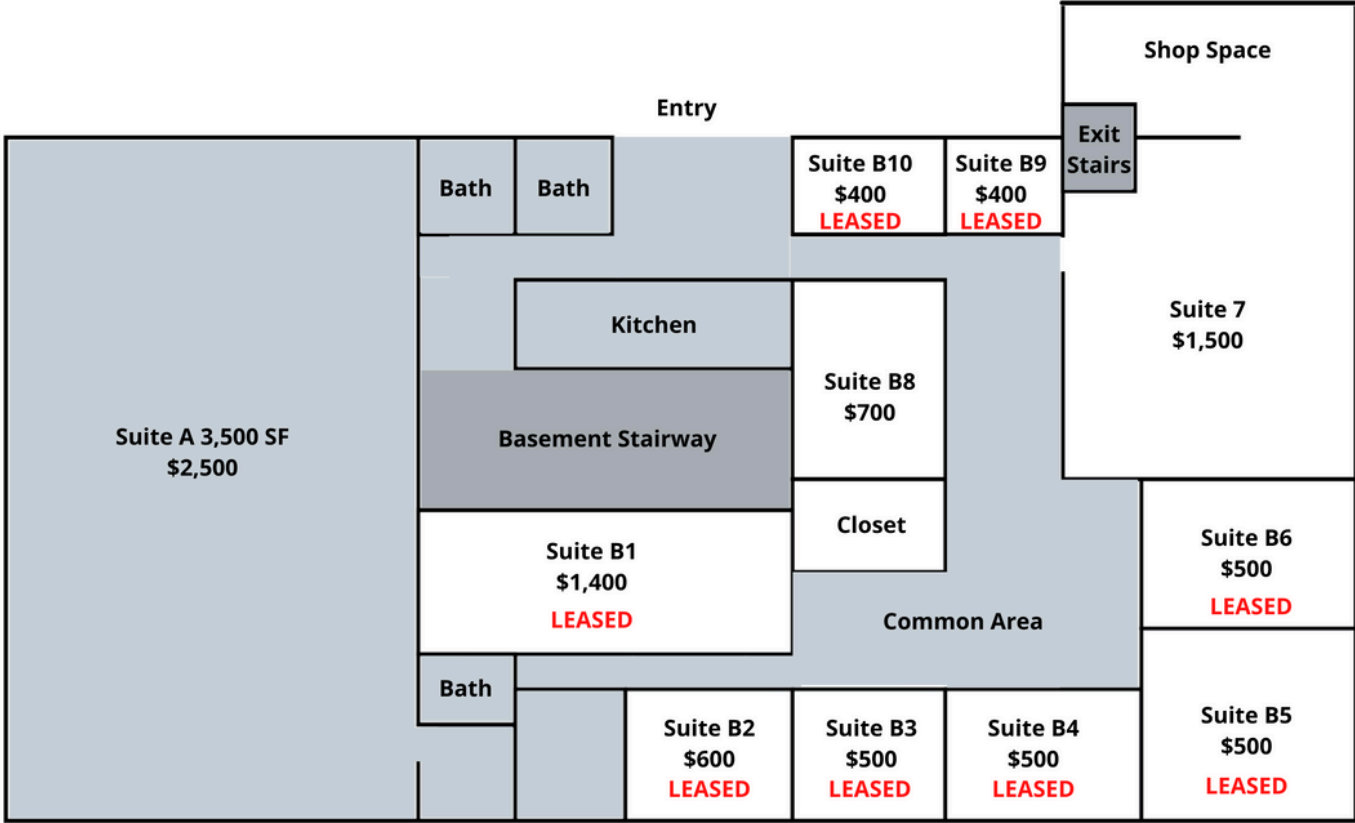 Shop Space
Entry
Exit
Stairs
Bath
Bath
Suite B10
$400
LEASED
Suite B9
$400
LEASED
Kitchen
Suite 7
$1,500
Suite B8
$700
Suite A 3,500 SF
$2,500
Basement Stairway
Closet
Suite B1
$1,400
LEASED
Suite B6
$500
LEASED
Common Area
Bath
Suite B2
$600
LEASED
Suite B3
$500
LEASED
Suite B4
$500
LEASED
Suite B5
$500
LEASED